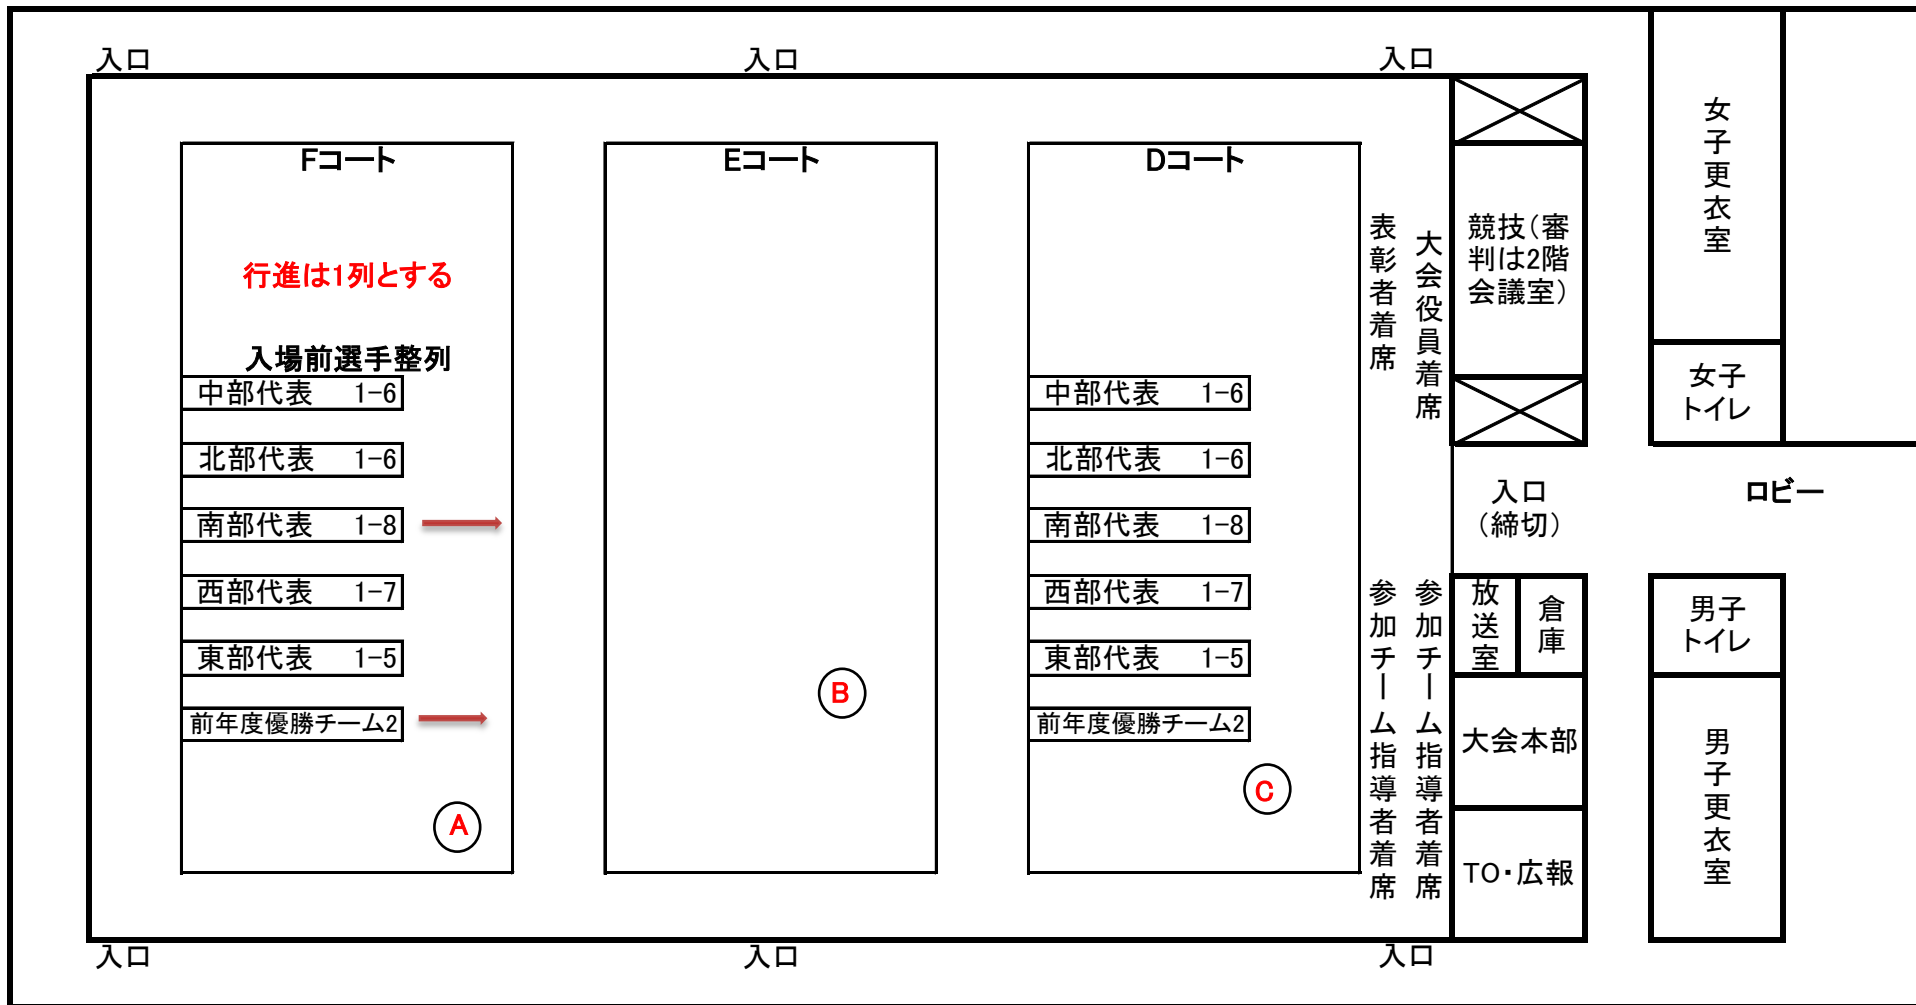 入口
入口
入口
Fコート
Eコート
Dコート
行進は1列とする
入場前選手整列
中部代表　1-6
北部代表　1-6
南部代表　1-8
西部代表　1-7
東部代表　1-5
前年度優勝チーム2
A
B
中部代表　1-6
北部代表　1-6
南部代表　1-8
西部代表　1-7
東部代表　1-5
前年度優勝チーム2
C
表彰者着席
大会役員着席
参加チーム指導者着席
参加チーム指導者着席
競技（審
判は2階
会議室）
入口
（締切）
放送室
倉庫
大会本部
TO・広報
女子更衣室
女子
トイレ
ロビー
男子
トイレ
男子更衣室
入口
入口
入口